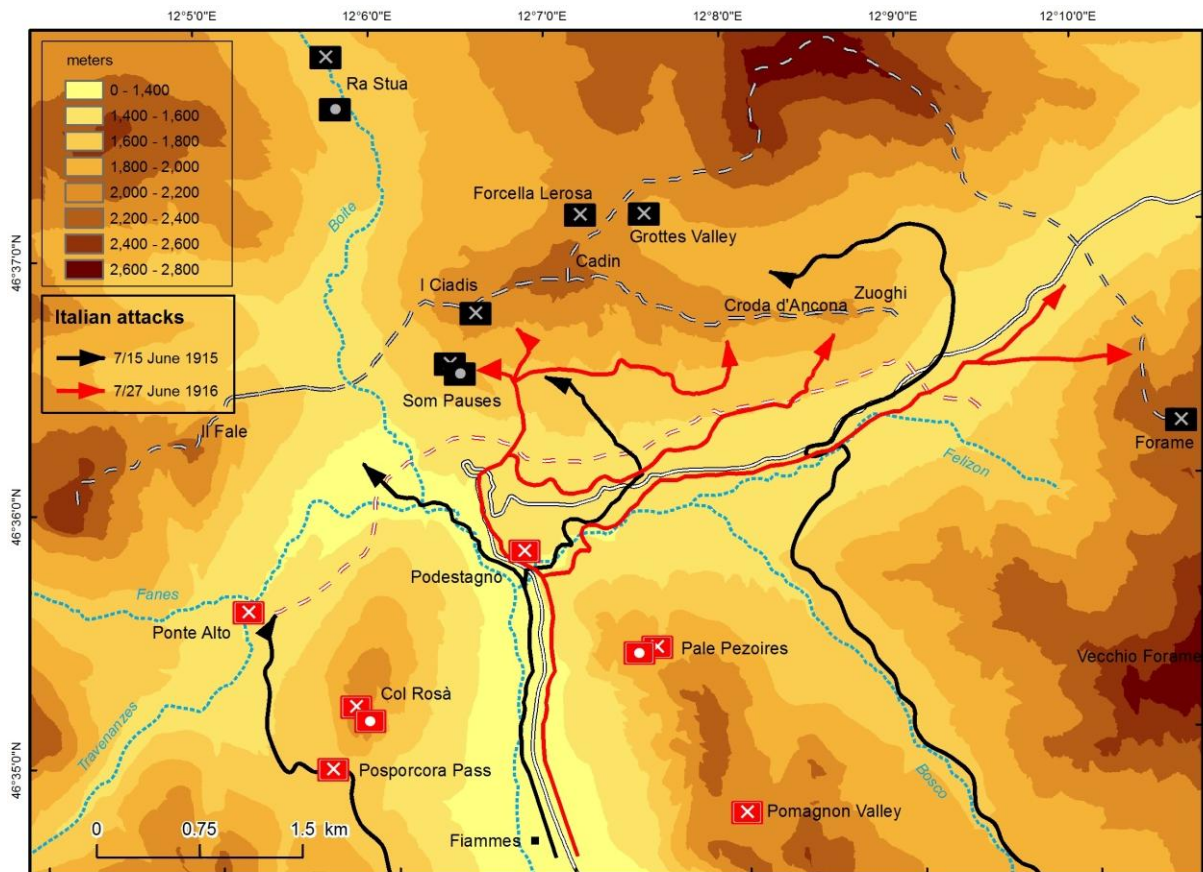 12°5'0"E
12°6'0"E
12°7'0"E
12°8'0"E
12°9'0"E
12°10'0"E
meters
0 - 1,400
1,400 - 1,600
1,600 - 1,800
1,800 - 2,000
2,000 - 2,200
2,200 - 2,400
2,400 - 2,600
2,600 - 2,800
Italian attacks
7/15 June 1915
7/27 June 1916
Ra Stua
Boite
Forcella Lerosa
Grottes Valley
46°37'0"N
Cadin
I Ciadis
Croda d'Ancona
Zuoghi
Som Pauses
Il Fale
Forame
Felizon
46°36'0"N
Podestagno
Fanes
Ponte Alto
Pale Pezoires
Vecchio Forame
Col Rosà
Travenanzes
Posporcora Pass
46°35'0"N
Bosco
Pomagnon Valley
0 0.75 1.5 km
Fiammes